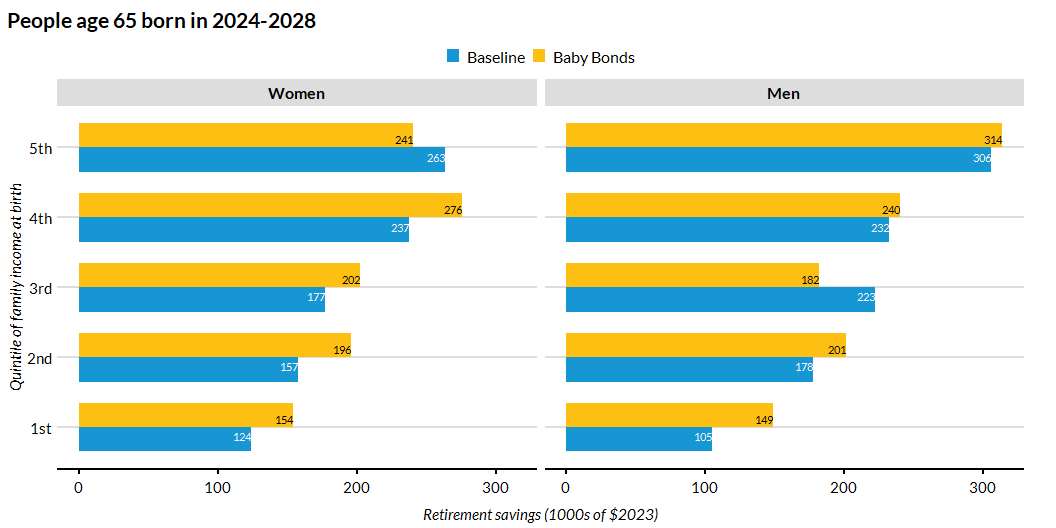 People age 65 born in 2024-2028
Baseline Baby Bonds
Women Men
Quintile of family income at birth
5th 241 263 314 306
4th 276 237 240 232
3rd 202 177 182 223
2nd 196 157 201 178
1st 154 124 149 105
0 100 200 300 0 100 200 300
Retirement savings (1000s of $2023)